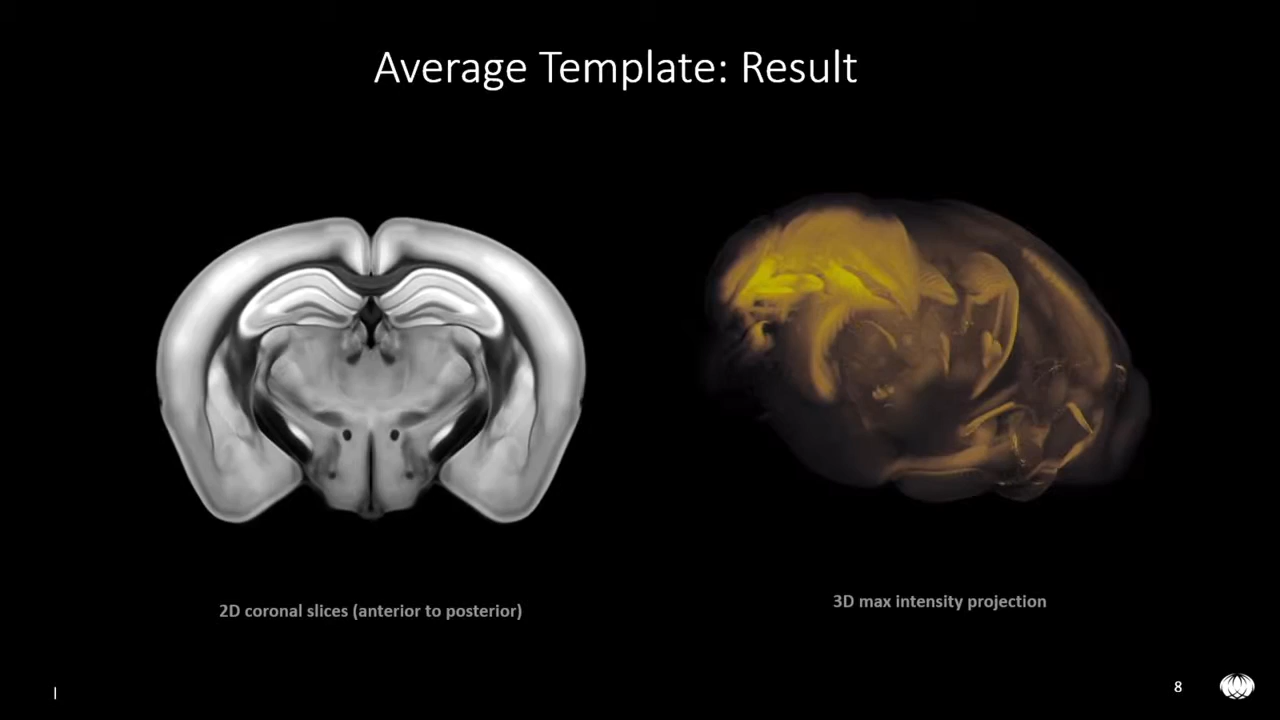 Average Template: Result
2D coronal slices (anterior to posterior)
3D max intensity projection
|
8